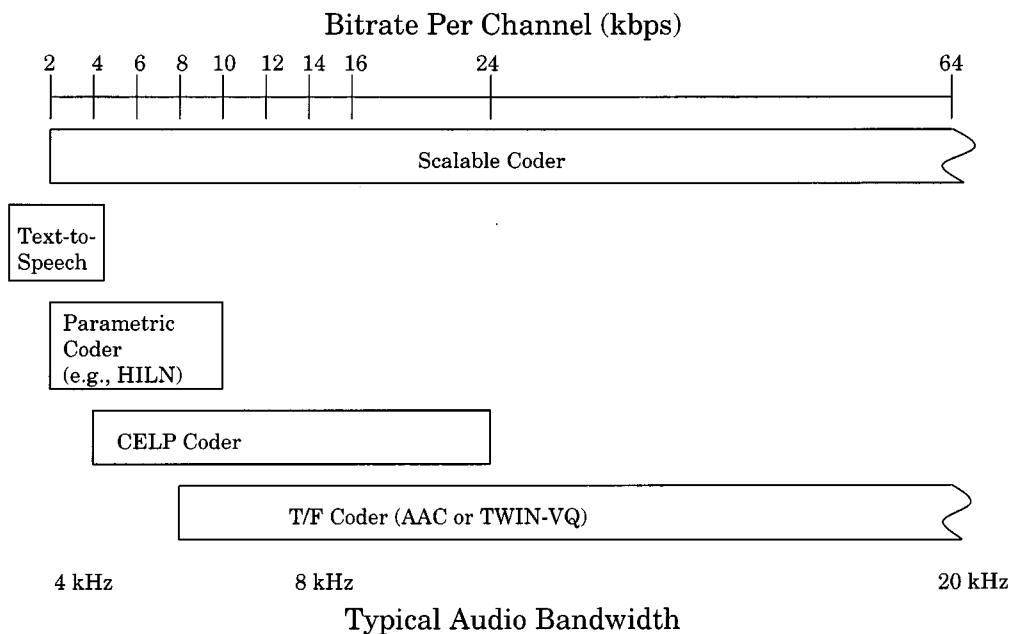 Bitrate Per Channel (kbps)
2 4 6 8 10 12 14 16 24 64
Scalable Coder
Text-to-
Speech
Parametric
Coder
(e.g., HILN)
CELP Coder
T/F Coder (AAC or TWIN-VQ)
4 kHz 8 kHz 20 kHz
Typical Audio Bandwidth